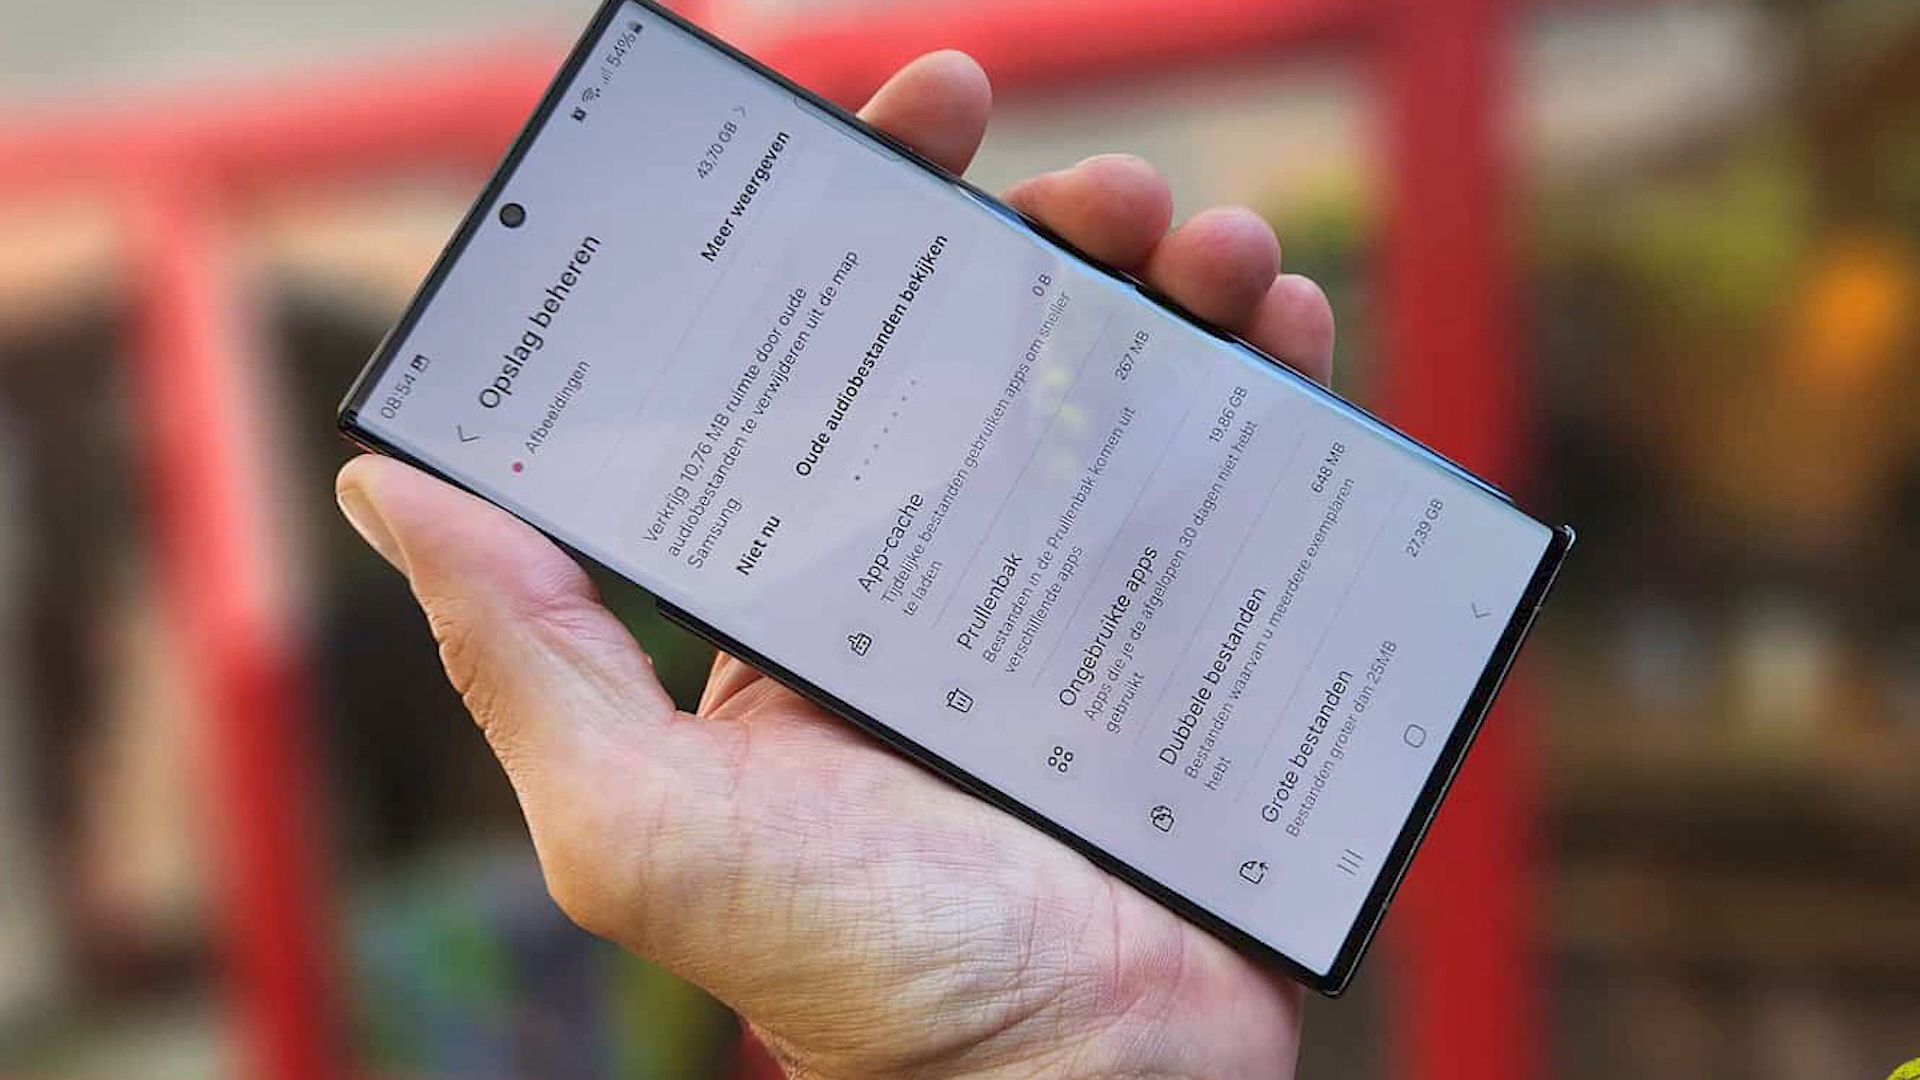 08:54
54%
Opslag beheren
Afbeeldingen
43,70 GB
Meer weergeven
Verkrijg 10,76 MB ruimte door oude
audiobestanden te verwijderen uit de map
Samsung
Niet nu
Oude audiobestanden bekijken
App-cache
0 B
Tijdelijke bestanden gebruiken apps om sneller
te laden
Prullenbak
267 MB
Bestanden in de Prullenbak komen uit
verschillende apps
Ongebruikte apps
19,86 GB
Apps die je de afgelopen 30 dagen niet hebt
gebruikt
Dubbele bestanden
648 MB
Bestanden waarvan u meerdere exemplaren
hebt
Grote bestanden
27,39 GB
Bestanden groter dan 25MB